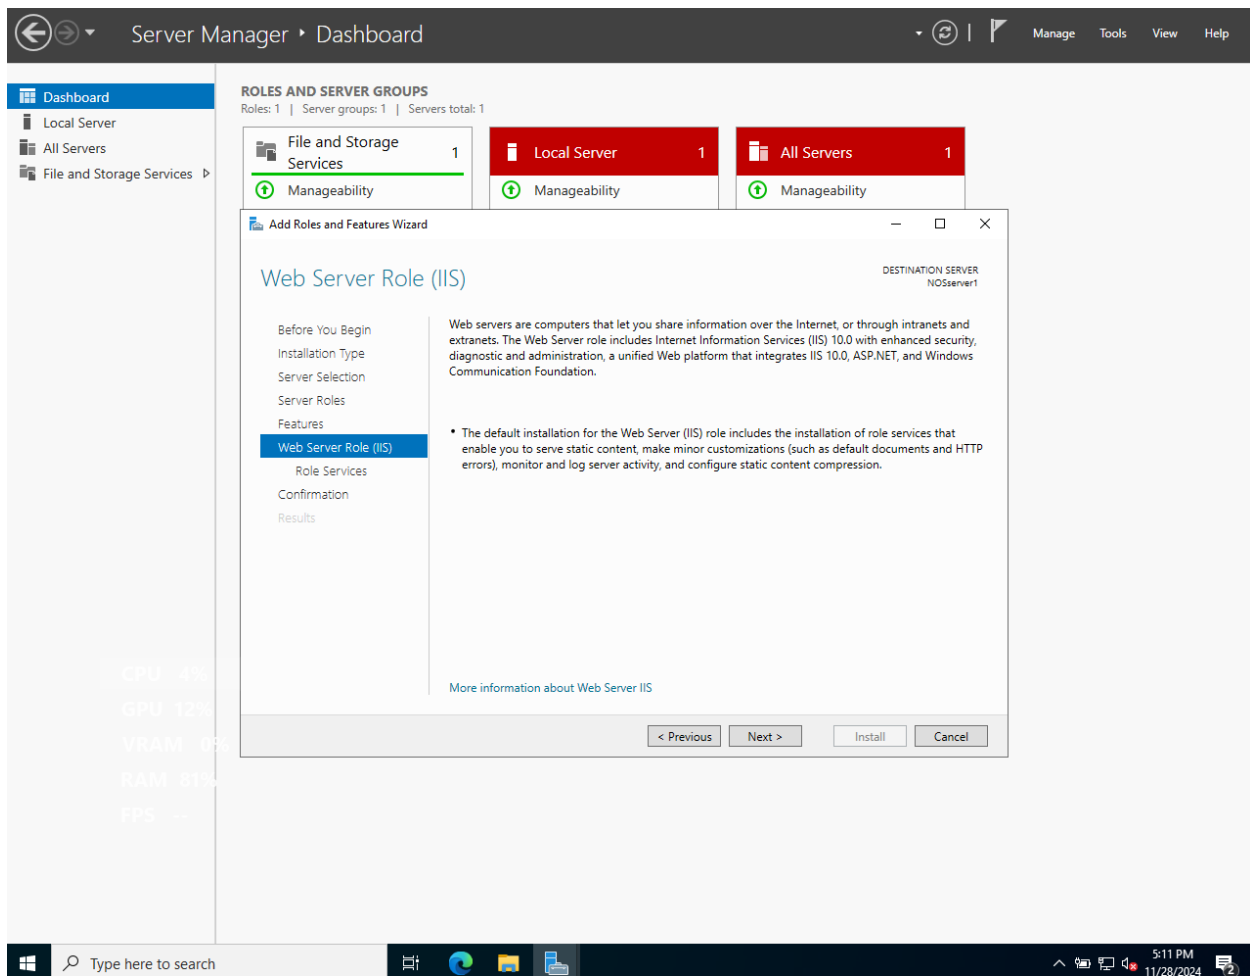 Server Manager ‣ Dashboard
Manage Tools View Help
Dashboard
Local Server
All Servers
File and Storage Services
ROLES AND SERVER GROUPS
Roles: 1 | Server groups: 1 | Servers total: 1
File and Storage
Services
1
Manageability
Local Server 1
Manageability
All Servers 1
Manageability
Add Roles and Features Wizard
Web Server Role (IIS)
DESTINATION SERVER
NOSserver1
Before You Begin
Installation Type
Server Selection
Server Roles
Features
Web Server Role (IIS)
Role Services
Confirmation
Results
Web servers are computers that let you share information over the Internet, or through intranets and
extranets. The Web Server role includes Internet Information Services (IIS) 10.0 with enhanced security,
diagnostic and administration, a unified Web platform that integrates IIS 10.0, ASP.NET, and Windows
Communication Foundation.
• The default installation for the Web Server (IIS) role includes the installation of role services that
enable you to serve static content, make minor customizations (such as default documents and HTTP
errors), monitor and log server activity, and configure static content compression.
More information about Web Server IIS
< Previous Next > Install Cancel
CPU 4%
GPU 12%
VRAM 0%
RAM 81%
FPS --
Type here to search
5:11 PM
11/28/2024
2